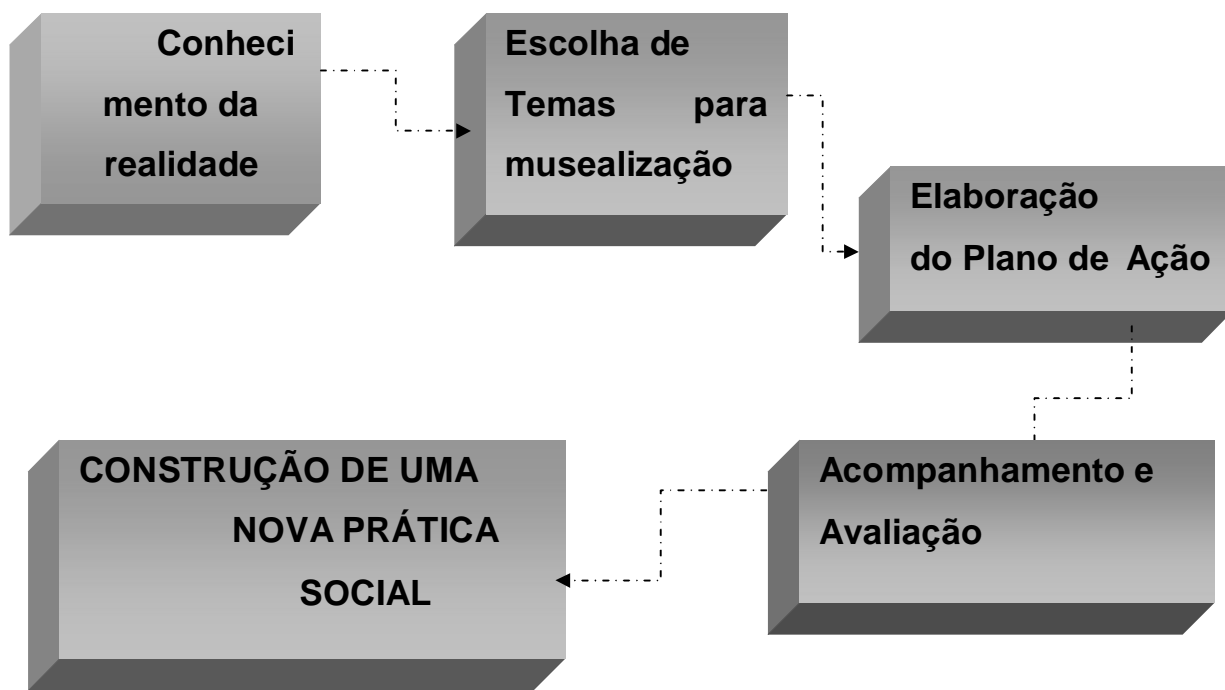 Conheci
mento da
realidade
Escolha de
Temas para
musealização
Elaboração
do Plano de Ação
Acompanhamento e
Avaliação
CONSTRUÇÃO DE UMA
NOVA PRÁTICA
SOCIAL